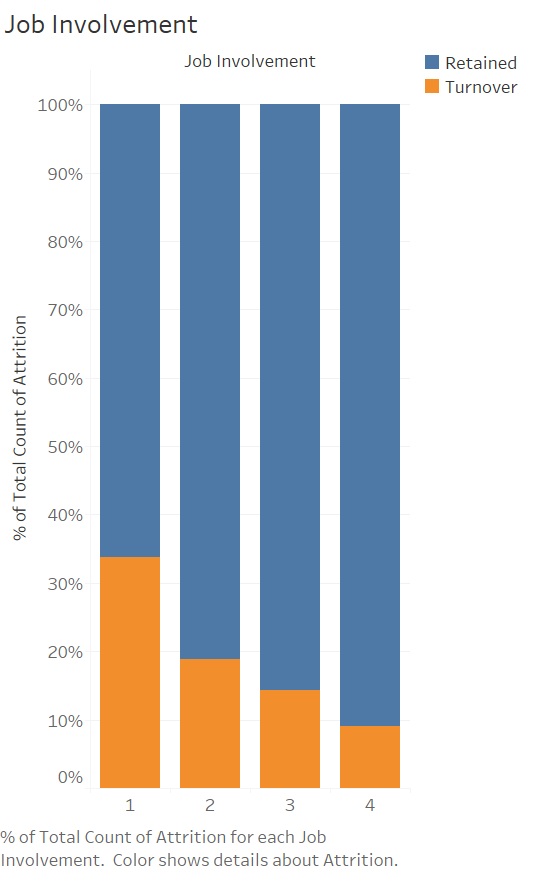 Job Involvement
Job Involvement
Retained
Turnover
% of Total Count of Attrition
100%
90%
80%
70%
60%
50%
40%
30%
20%
10%
0%
1 2 3 4
% of Total Count of Attrition for each Job
Involvement. Color shows details about Attrition.